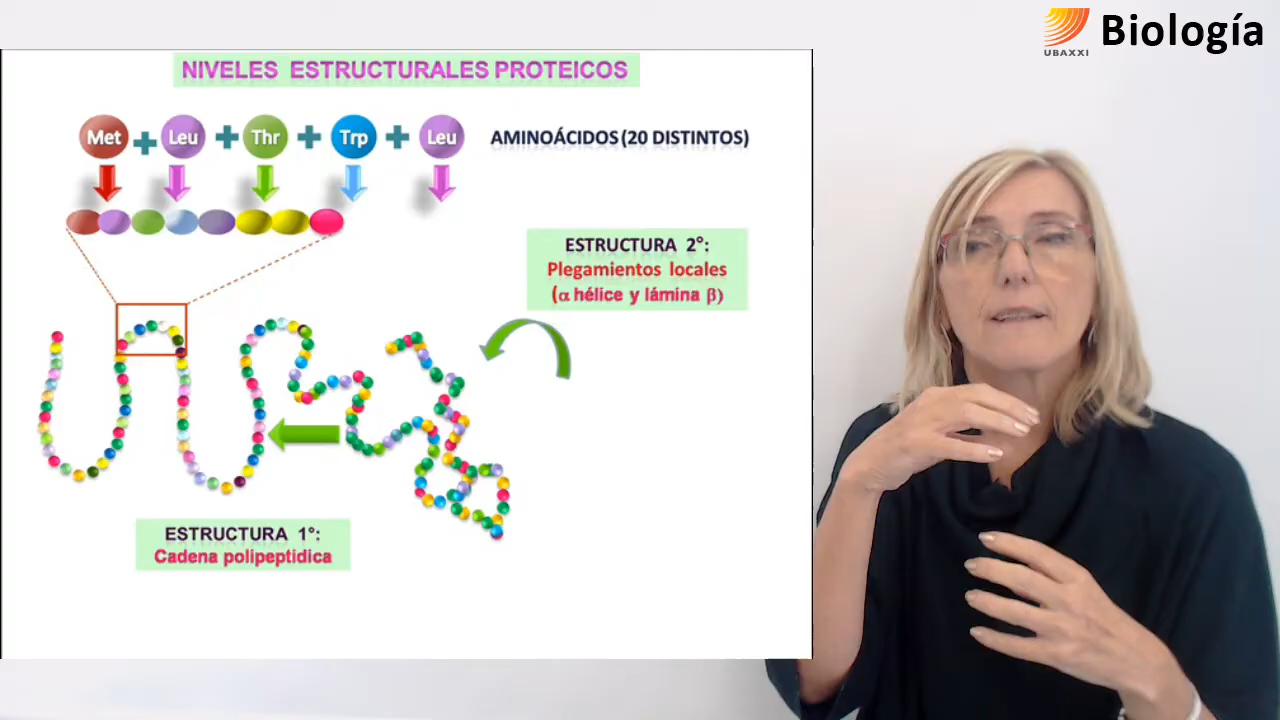 UBAXXI
Biología
NIVELES ESTRUCTURALES PROTEICOS
Met + Leu + Thr + Trp + Leu
AMINOÁCIDOS (20 DISTINTOS)
ESTRUCTURA 2°:
Plegamientos locales
(α hélice y lámina β)
ESTRUCTURA 1°:
Cadena polipeptidica